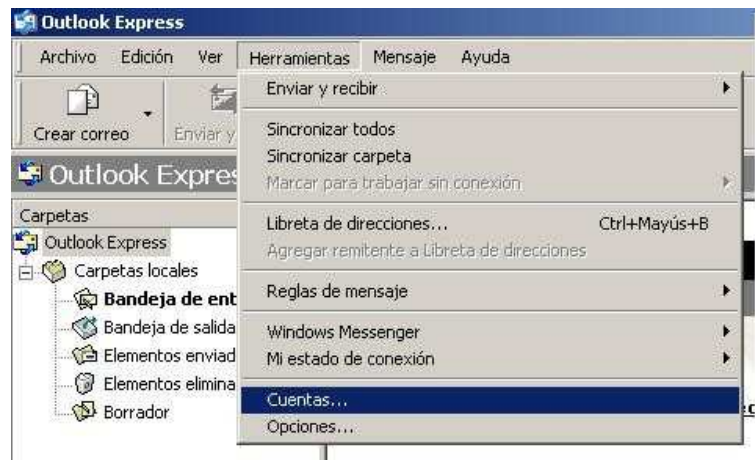 Outlook Express
Archivo Edición Ver Herramientas Mensaje Ayuda
Crear correo Enviar y
Outlook Expres
Enviar y recibir
Sincronizar todos
Sincronizar carpeta
Marcar para trabajar sin conexión
Libreta de direcciones... Ctrl+Mayús+B
Agregar remitente a Libreta de direcciones
Reglas de mensaje
Windows Messenger
Mi estado de conexión
Cuentas...
Opciones...
Carpetas
Outlook Express
Carpetas locales
Bandeja de ent
Bandeja de salida
Elementos enviad
Elementos elimina
Borrador